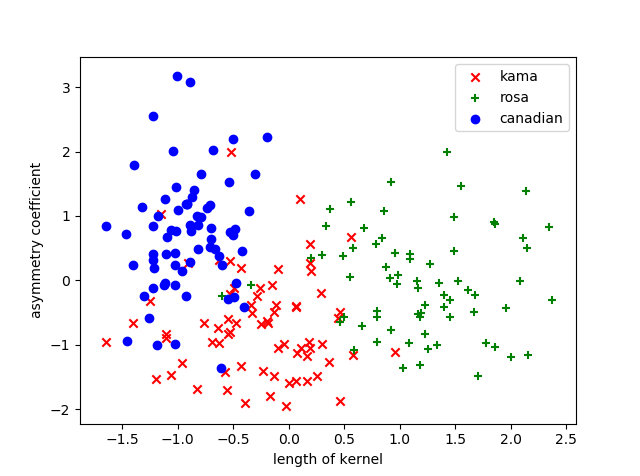 kama
rosa
canadian
asymmetry coefficient
3
2
1
0
−1
−2
−1.5 −1.0 −0.5 0.0 0.5 1.0 1.5 2.0 2.5
length of kernel